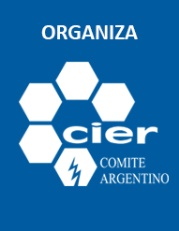 ORGANIZA
cier
COMITE
ARGENTINO